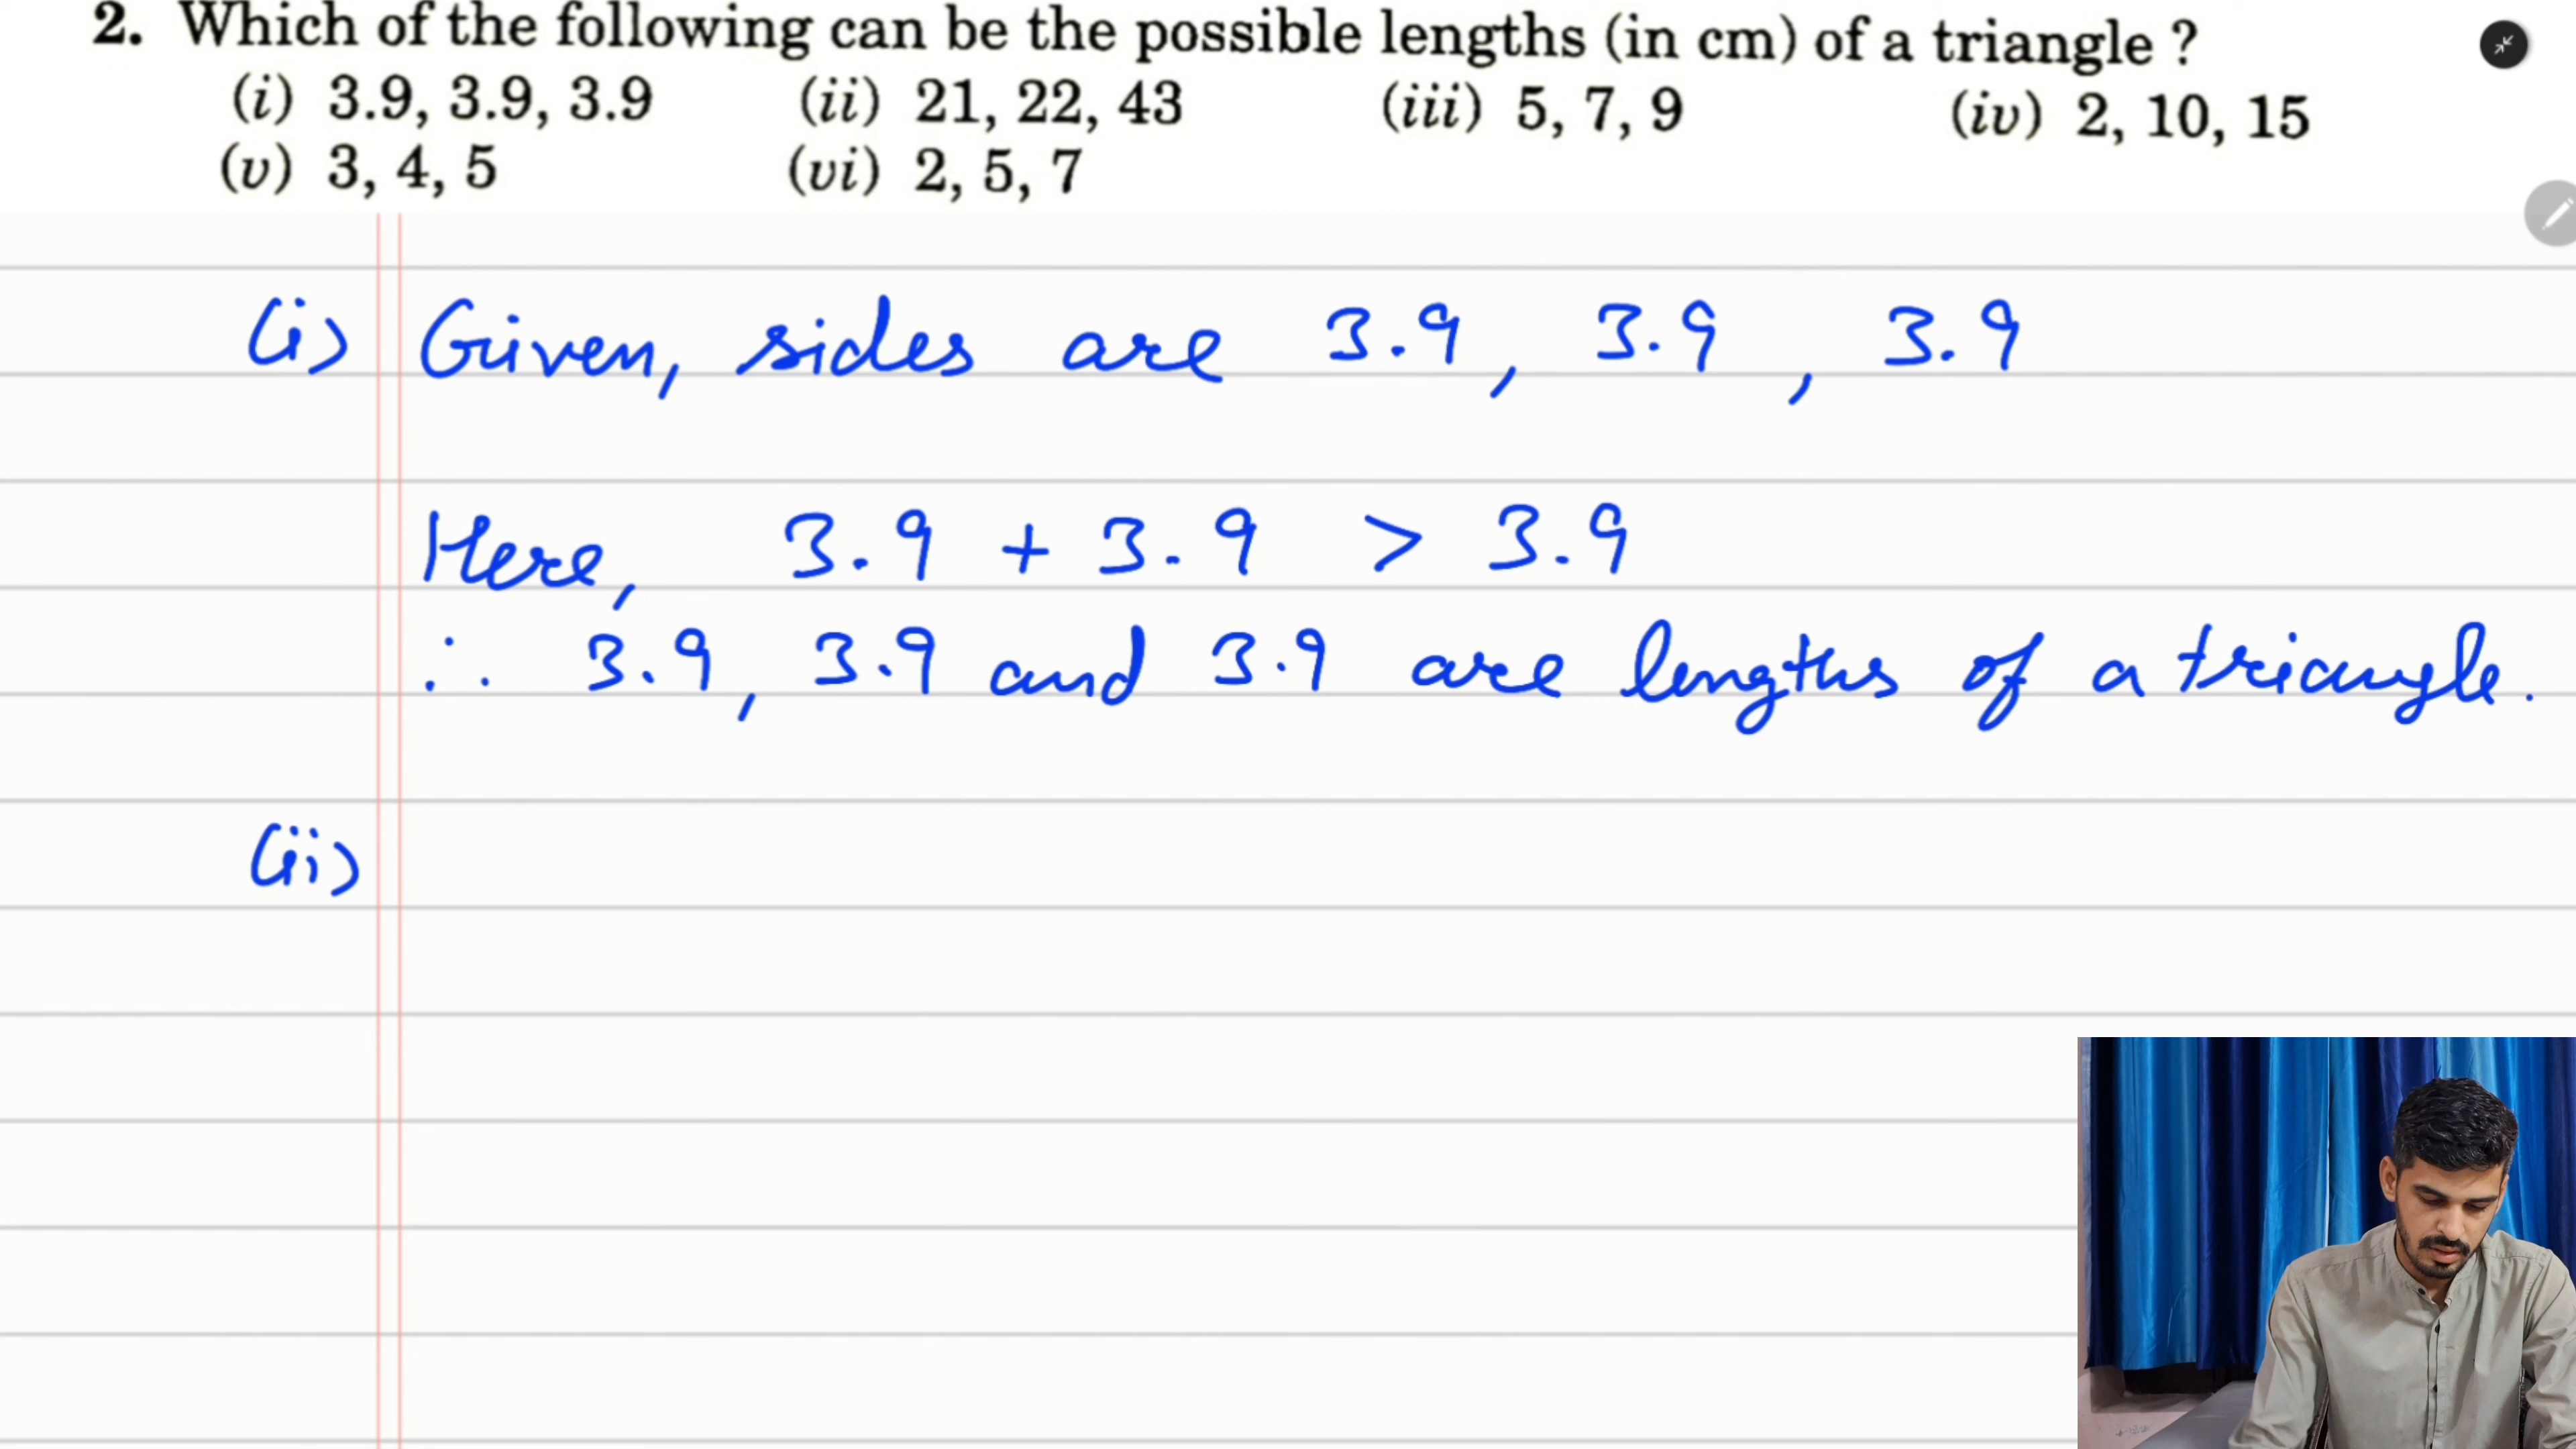 2. Which of the following can be the possible lengths (in cm) of a triangle ?
(i) 3.9, 3.9, 3.9 (ii) 21, 22, 43 (iii) 5, 7, 9 (iv) 2, 10, 15
(v) 3, 4, 5 (vi) 2, 5, 7
(i) Given, sides are 3.9, 3.9, 3.9
Here, 3.9 + 3.9 > 3.9
∴ 3.9, 3.9 and 3.9 are lengths of a triangle.
(ii)